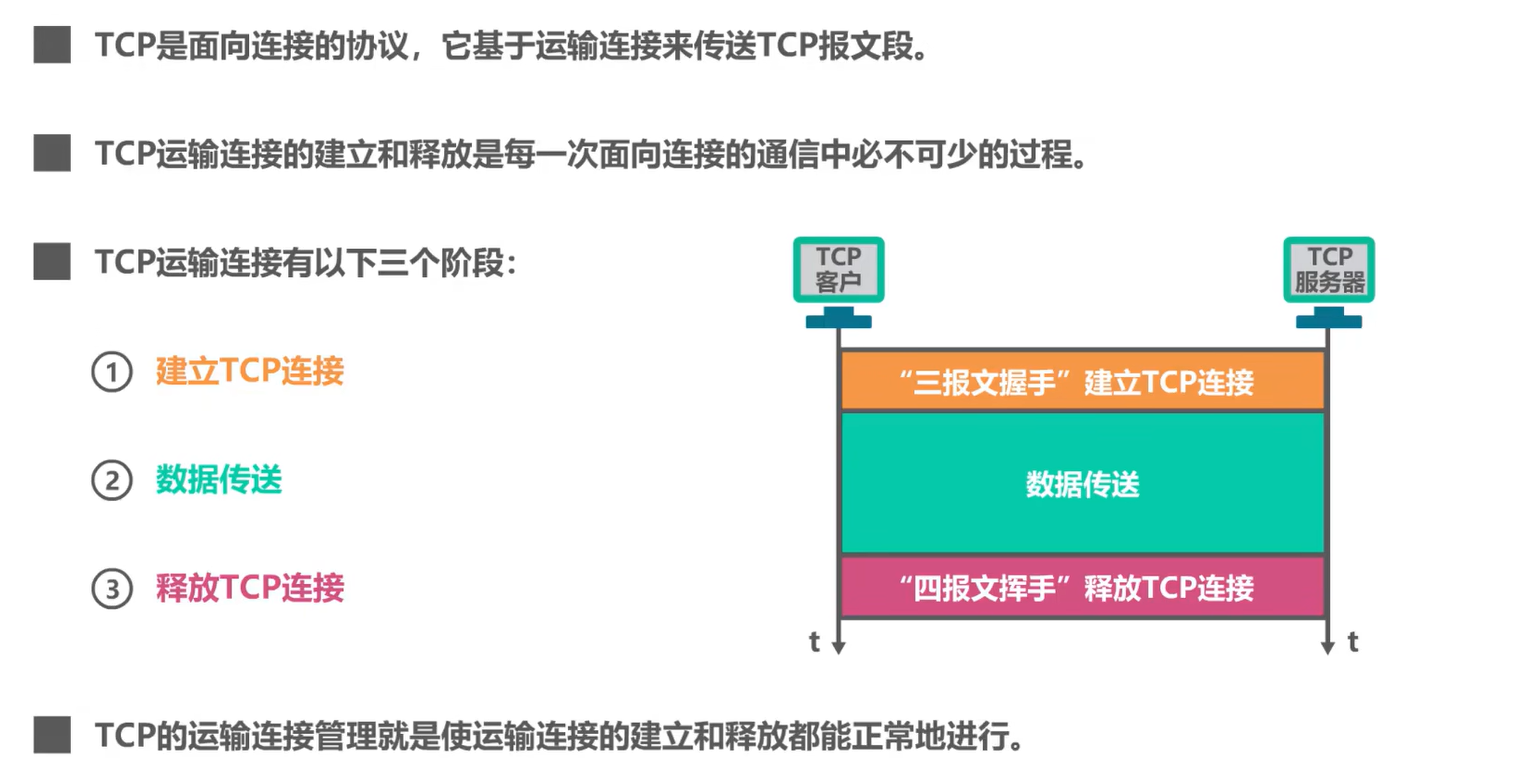 TCP是面向连接的协议，它基于运输连接来传送TCP报文段。
TCP运输连接的建立和释放是每一次面向连接的通信中必不可少的过程。
TCP运输连接有以下三个阶段：
① 建立TCP连接
② 数据传送
③ 释放TCP连接
TCP
客户
TCP
服务器
“三报文握手”建立TCP连接
数据传送
“四报文挥手”释放TCP连接
t
t
TCP的运输连接管理就是使运输连接的建立和释放都能正常地进行。